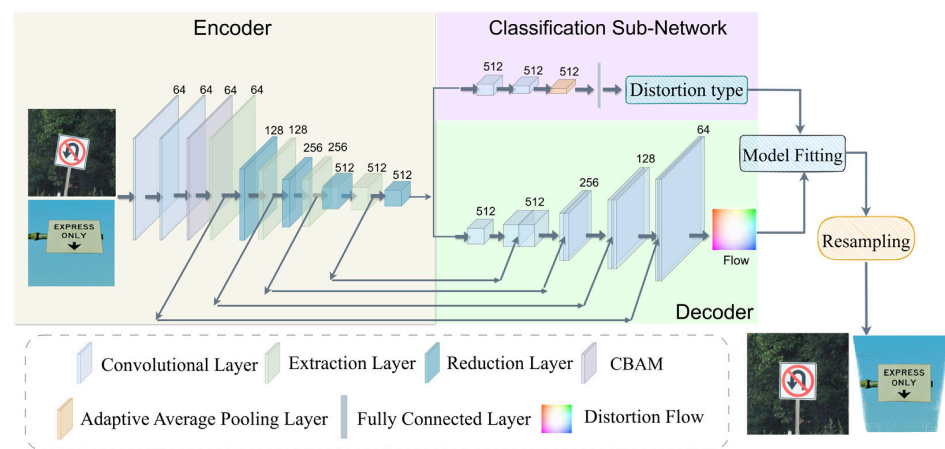 Encoder
Classification Sub-Network
512
512
512
Distortion type
64
64
64
64
128
128
256
256
512
512
512
EXPRESS
ONLY
64
128
256
512
512
Flow
Model Fitting
Resampling
Decoder
Convolutional Layer
Extraction Layer
Reduction Layer
CBAM
Adaptive Average Pooling Layer
Fully Connected Layer
Distortion Flow
EXPRESS
ONLY